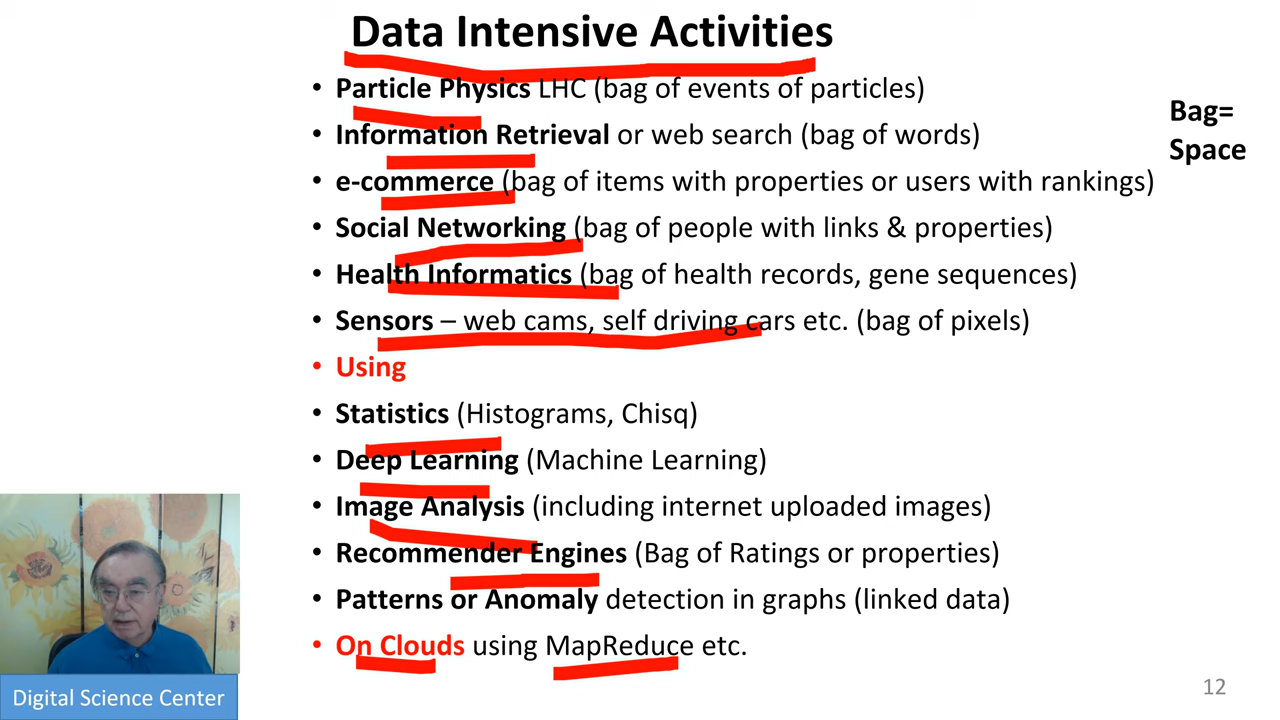 Data Intensive Activities
• Particle Physics LHC (bag of events of particles)
• Information Retrieval or web search (bag of words)
• e-commerce (bag of items with properties or users with rankings)
• Social Networking (bag of people with links & properties)
• Health Informatics (bag of health records, gene sequences)
• Sensors – web cams, self driving cars etc. (bag of pixels)
• Using
• Statistics (Histograms, Chisq)
• Deep Learning (Machine Learning)
• Image Analysis (including internet uploaded images)
• Recommender Engines (Bag of Ratings or properties)
• Patterns or Anomaly detection in graphs (linked data)
• On Clouds using MapReduce etc.
Bag=
Space
Digital Science Center
12